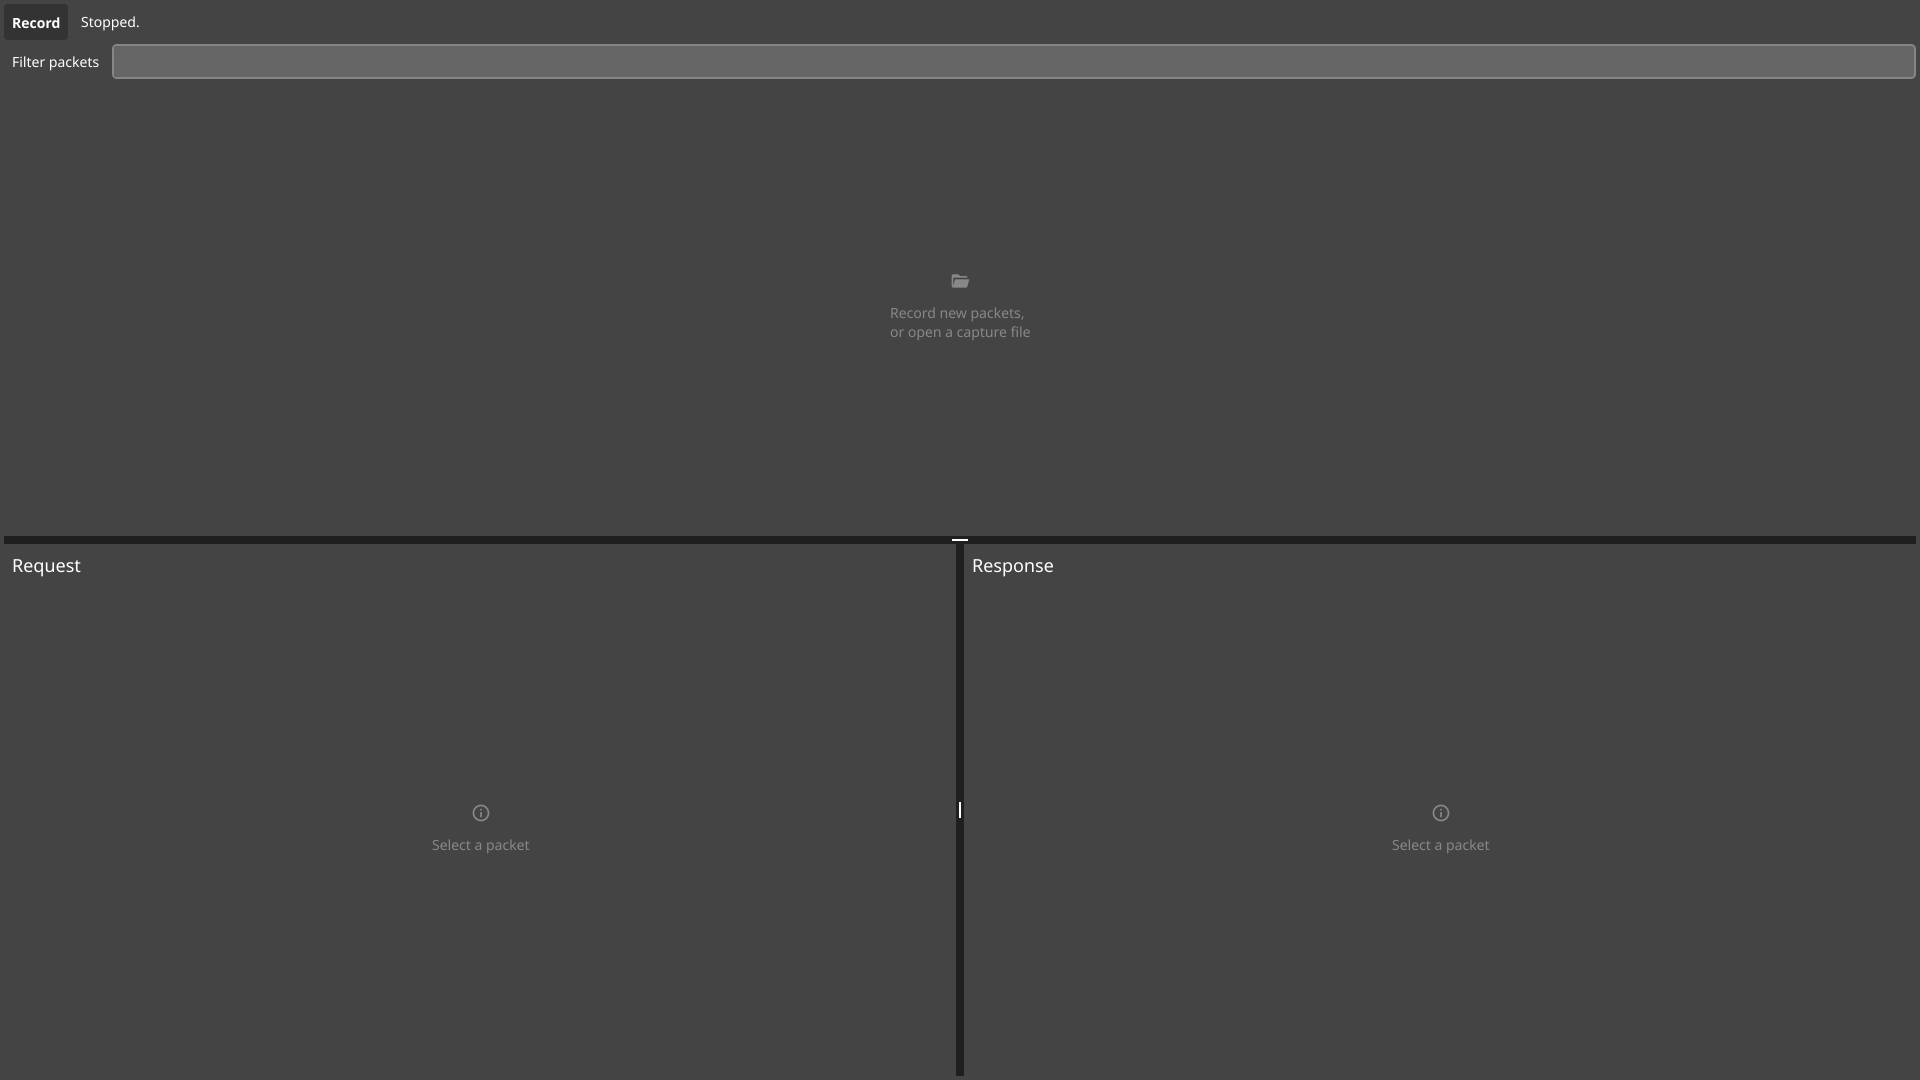 Record Stopped.
Filter packets
Record new packets,
or open a capture file
Request
Response
Select a packet
Select a packet